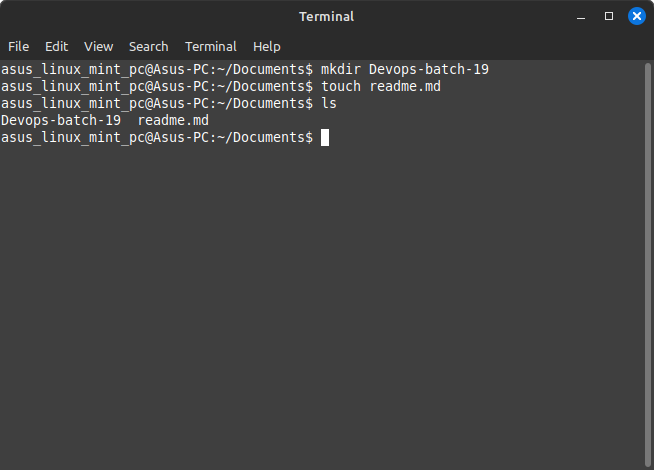 Terminal
File Edit View Search Terminal Help
asus_linux_mint_pc@Asus-PC:~/Documents$ mkdir Devops-batch-19
asus_linux_mint_pc@Asus-PC:~/Documents$ touch readme.md
asus_linux_mint_pc@Asus-PC:~/Documents$ ls
Devops-batch-19  readme.md
asus_linux_mint_pc@Asus-PC:~/Documents$